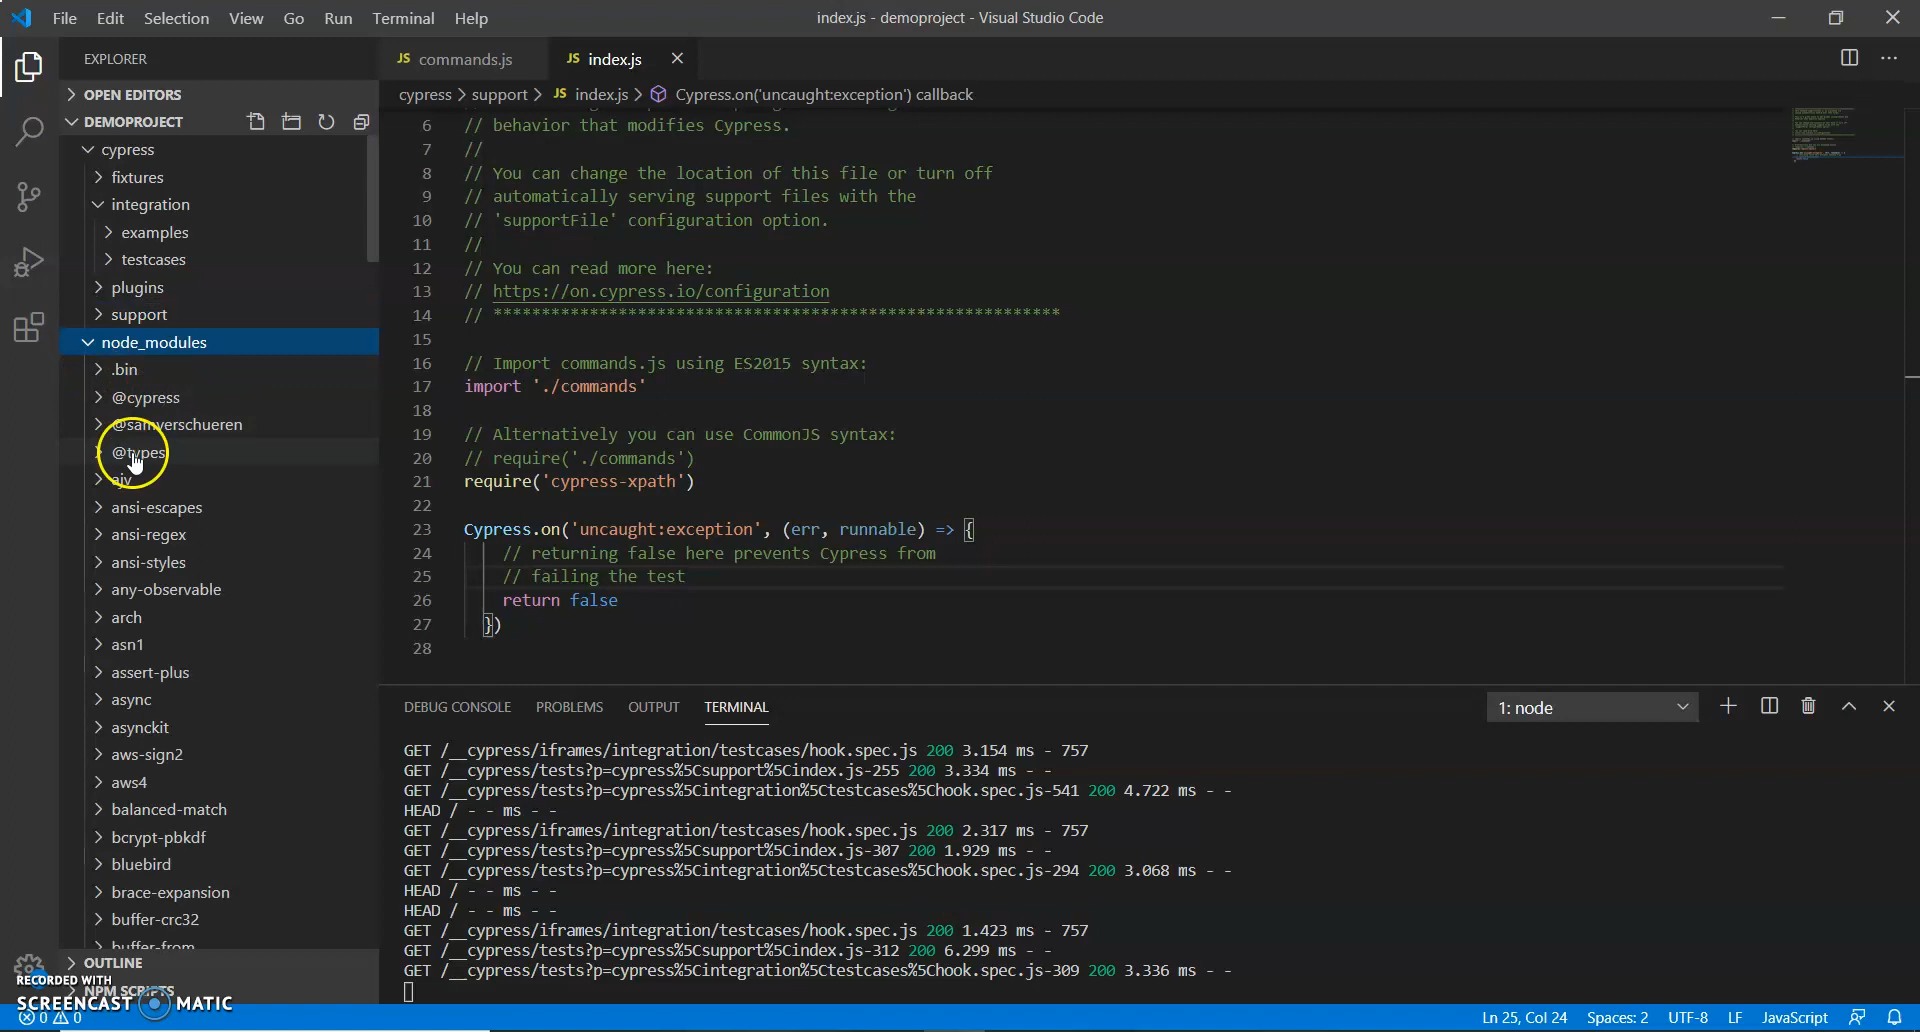 File Edit Selection View Go Run Terminal Help
index.js - demoproject - Visual Studio Code
EXPLORER
OPEN EDITORS
DEMOPROJECT
cypress
fixtures
integration
examples
testcases
plugins
support
node_modules
.bin
@cypress
@samverschueren
@types
ajv
ansi-escapes
ansi-regex
ansi-styles
any-observable
arch
asn1
assert-plus
async
asynckit
aws-sign2
aws4
balanced-match
bcrypt-pbkdf
bluebird
brace-expansion
buffer-crc32
buffer-from
OUTLINE
NPM SCRIPTS
JS commands.js
JS index.js
cypress > support > JS index.js > Cypress.on('uncaught:exception') callback
6 // behavior that modifies Cypress.
7 //
8 // You can change the location of this file or turn off
9 // automatically serving support files with the
10 // 'supportFile' configuration option.
11 //
12 // You can read more here:
13 // https://on.cypress.io/configuration
14 // ***********************************************************
15
16 // Import commands.js using ES2015 syntax:
17 import './commands'
18
19 // Alternatively you can use CommonJS syntax:
20 // require('./commands')
21 require('cypress-xpath')
22
23 Cypress.on('uncaught:exception', (err, runnable) => {
24 // returning false here prevents Cypress from
25 // failing the test
26 return false
27 })
28
DEBUG CONSOLE PROBLEMS OUTPUT TERMINAL
1: node
GET /__cypress/iframes/integration/testcases/hook.spec.js 200 3.154 ms - 757
GET /__cypress/tests?p=cypress%5Csupport%5Cindex.js-255 200 3.334 ms - -
GET /__cypress/tests?p=cypress%5Cintegration%5Ctestcases%5Chook.spec.js-541 200 4.722 ms - -
HEAD / - - ms - -
GET /__cypress/iframes/integration/testcases/hook.spec.js 200 2.317 ms - 757
GET /__cypress/tests?p=cypress%5Csupport%5Cindex.js-307 200 1.929 ms - -
GET /__cypress/tests?p=cypress%5Cintegration%5Ctestcases%5Chook.spec.js-294 200 3.068 ms - -
HEAD / - - ms - -
HEAD / - - ms - -
GET /__cypress/iframes/integration/testcases/hook.spec.js 200 1.423 ms - 757
GET /__cypress/tests?p=cypress%5Csupport%5Cindex.js-312 200 6.299 ms - -
GET /__cypress/tests?p=cypress%5Cintegration%5Ctestcases%5Chook.spec.js-309 200 3.336 ms - -
RECORDED WITH
SCREENCAST MATIC
0 0
Ln 25, Col 24 Spaces: 2 UTF-8 LF JavaScript